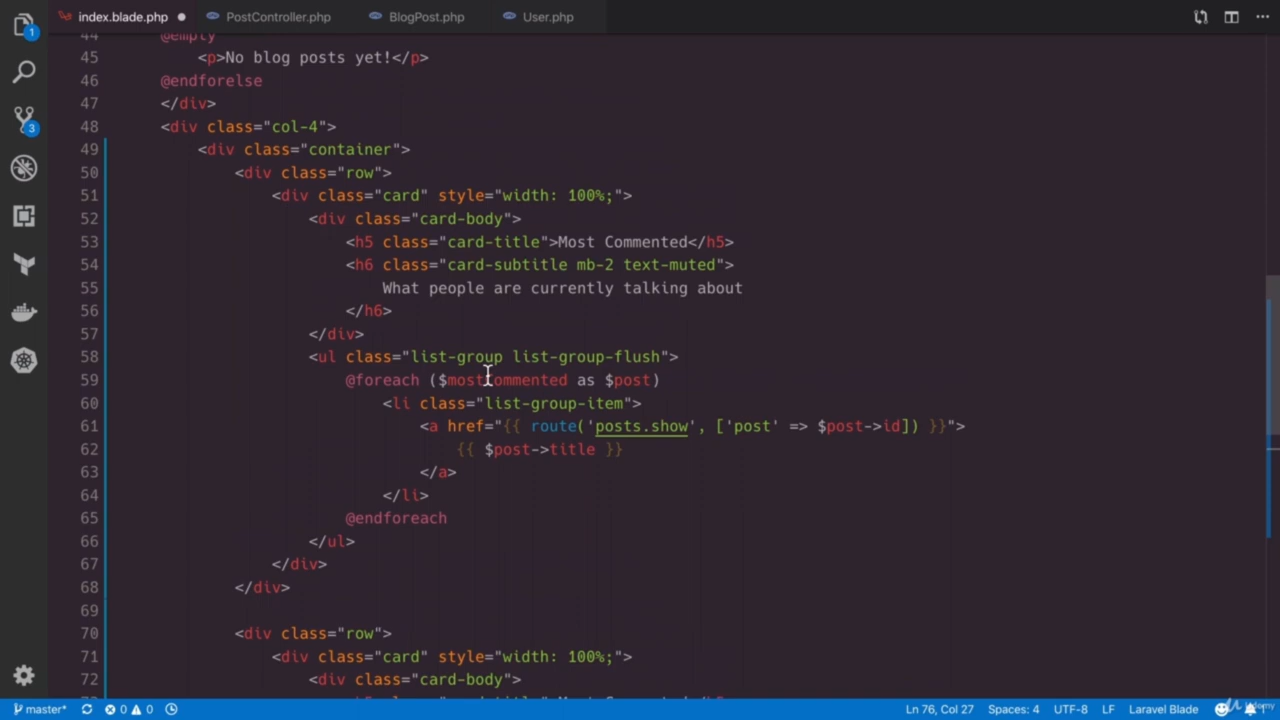 index.blade.php ● PostController.php BlogPost.php User.php
44 @empty
45 <p>No blog posts yet!</p>
46 @endforelse
47 </div>
48 <div class="col-4">
49 <div class="container">
50 <div class="row">
51 <div class="card" style="width: 100%;">
52 <div class="card-body">
53 <h5 class="card-title">Most Commented</h5>
54 <h6 class="card-subtitle mb-2 text-muted">
55 What people are currently talking about
56 </h6>
57 </div>
58 <ul class="list-group list-group-flush">
59 @foreach ($mostCommented as $post)
60 <li class="list-group-item">
61 <a href="{{ route('posts.show', ['post' => $post->id]) }}">
62 {{ $post->title }}
63 </a>
64 </li>
65 @endforeach
66 </ul>
67 </div>
68 </div>
69
70 <div class="row">
71 <div class="card" style="width: 100%;">
72 <div class="card-body">
1
3
master* 0 0 Ln 76, Col 27 Spaces: 4 UTF-8 LF Laravel Blade
Udemy